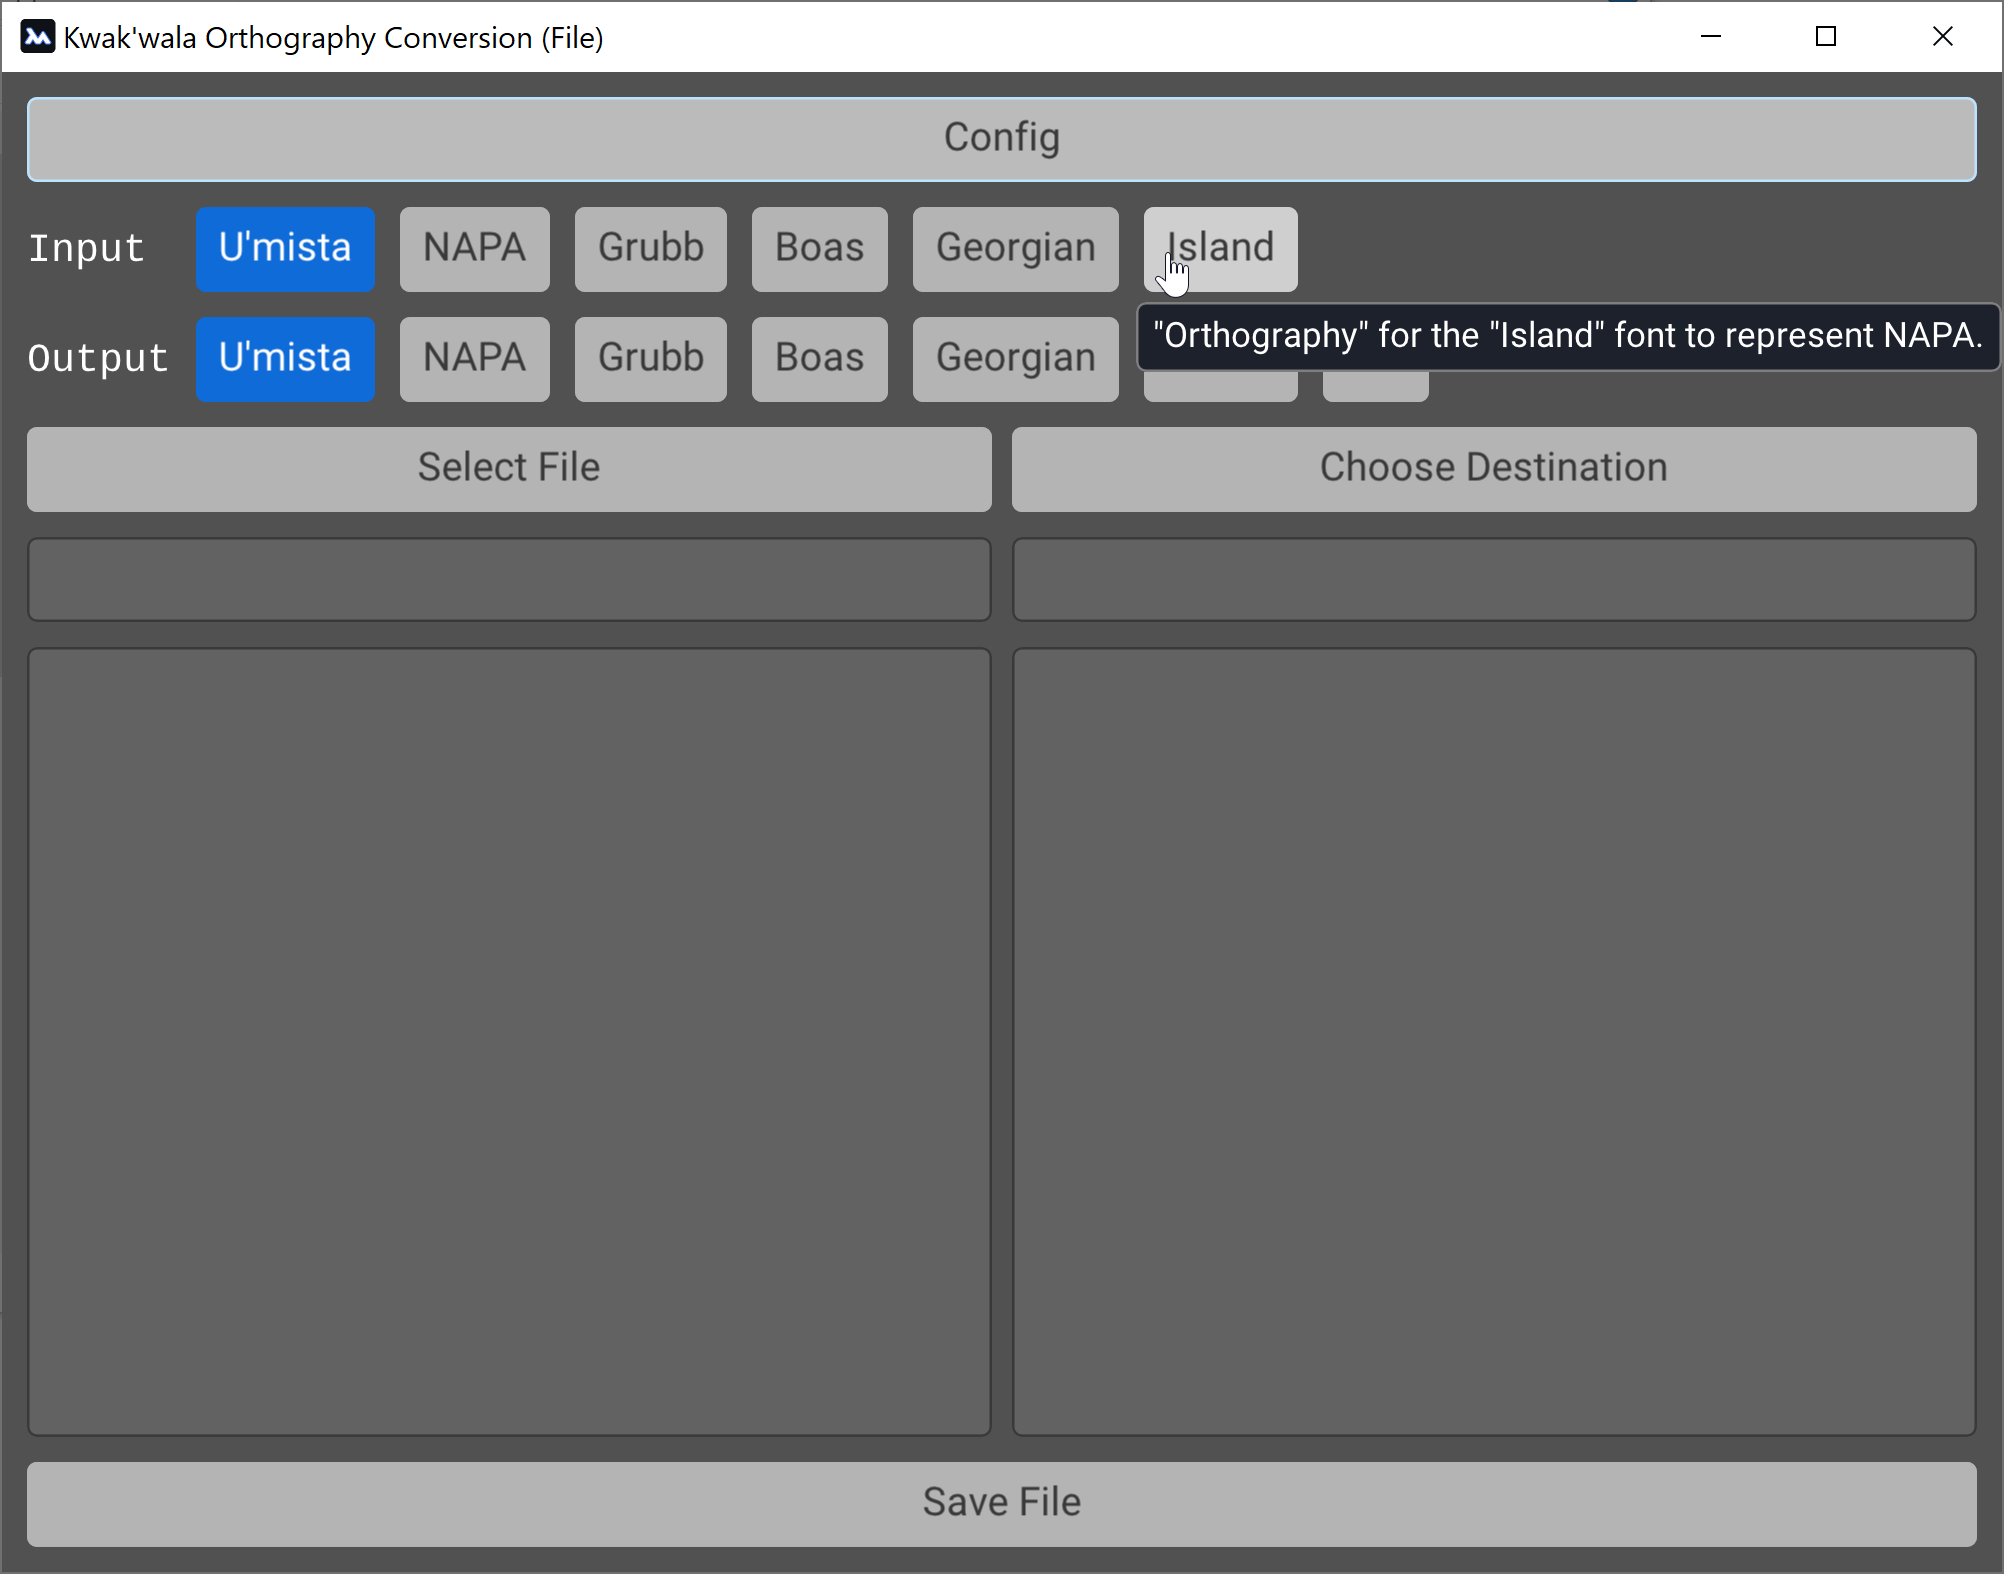 Kwak'wala Orthography Conversion (File)
Config
Input U'mista NAPA Grubb Boas Georgian Island
Output U'mista NAPA Grubb Boas Georgian
"Orthography" for the "Island" font to represent NAPA.
Select File Choose Destination
Save File